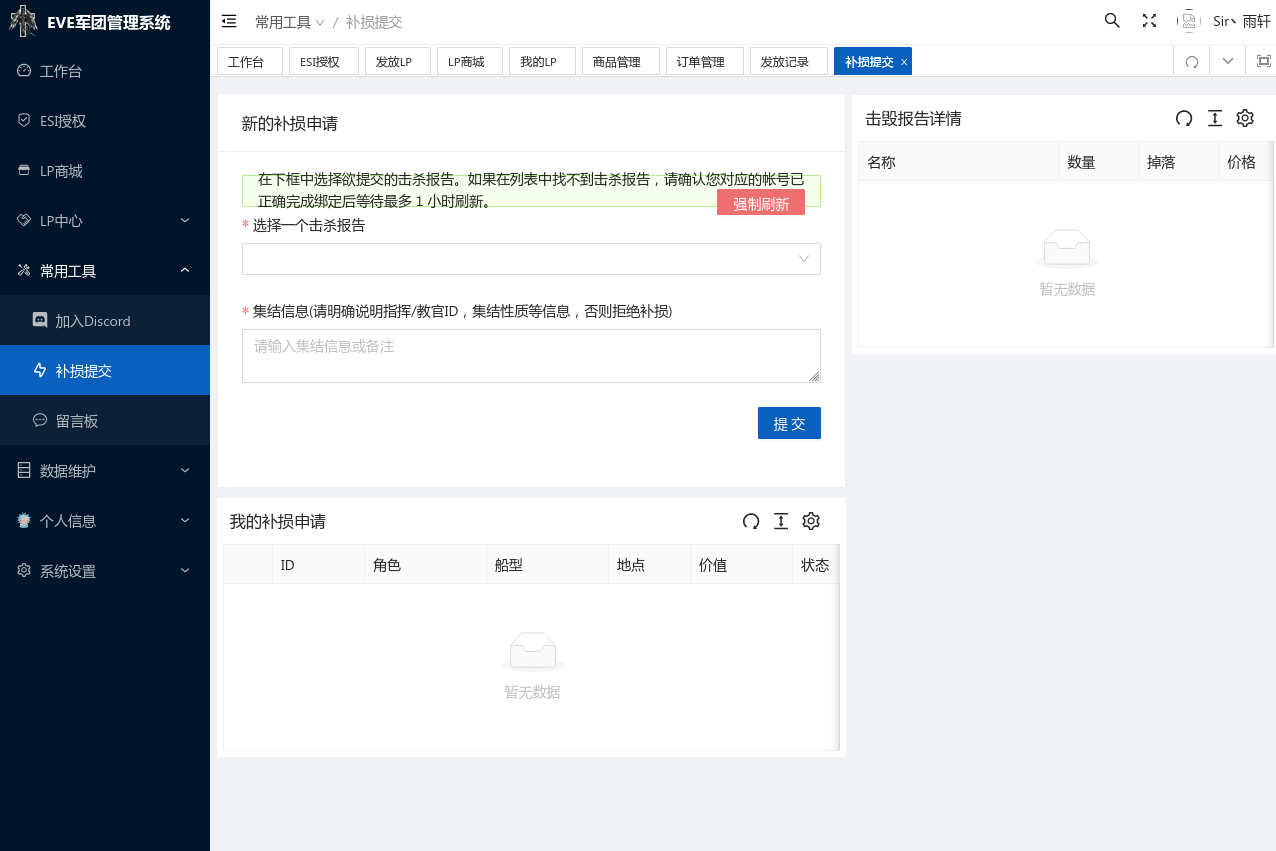 EVE军团管理系统
常用工具 / 补损提交
Sir丶雨轩
工作台
ESI授权
发放LP
LP商城
我的LP
商品管理
订单管理
发放记录
补损提交 ×
工作台
ESI授权
LP商城
LP中心
常用工具
加入Discord
补损提交
留言板
数据维护
个人信息
系统设置
新的补损申请
在下框中选择欲提交的击杀报告。如果在列表中找不到击杀报告，请确认您对应的帐号已
正确完成绑定后等待最多 1 小时刷新。
强制刷新
* 选择一个击杀报告
* 集结信息(请明确说明指挥/教官ID，集结性质等信息，否则拒绝补损)
请输入集结信息或备注
提 交
击毁报告详情
名称 数量 掉落 价格
暂无数据
我的补损申请
ID 角色 船型 地点 价值 状态
暂无数据